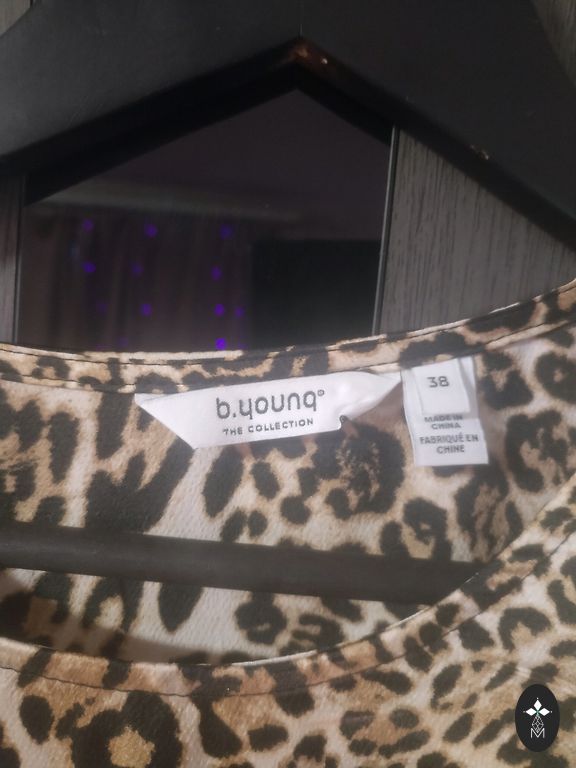 b.young®
THE COLLECTION
38
MADE IN
CHINA
FABRIQUÉ EN
CHINE
M